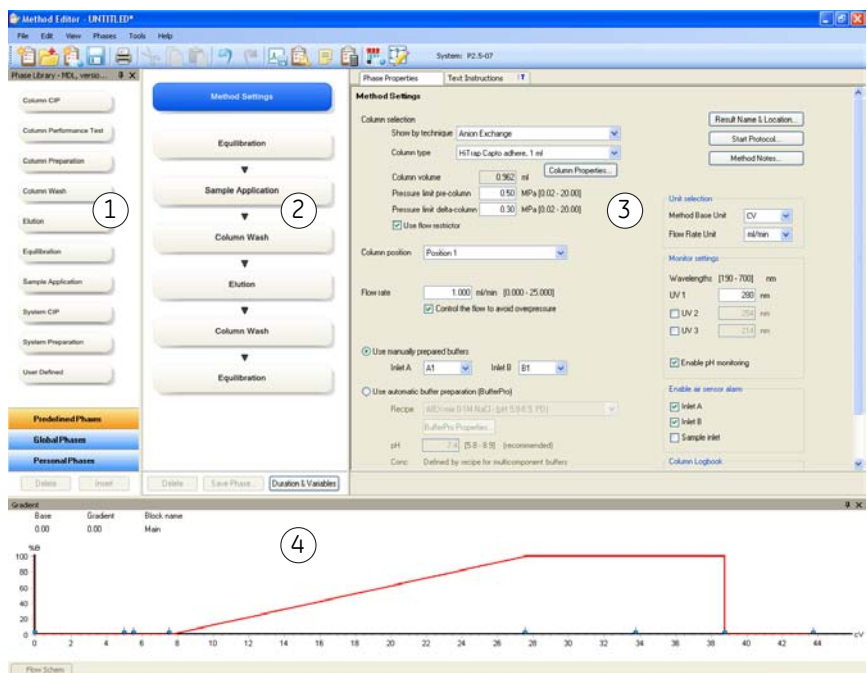 Method Editor - UNTITLED*
File Edit View Phases Tools Help
System: P2.5-07
Phase Library - MDL, versio...
Column CIP
Column Performance Test
Column Preparation
Column Wash
Elution
Equilibration
Sample Application
System CIP
System Preparation
User Defined
Predefined Phases
Global Phases
Personal Phases
Delete Insert
1
Method Settings
Equilibration
Sample Application
Column Wash
Elution
Column Wash
Equilibration
Delete Save Phase... Duration & Variables
2
Phase Properties Text Instructions IT
Method Settings
Column selection
Show by technique Anion Exchange
Column type HiTrap Capto adhere, 1 ml
Column Properties...
Column volume 0.962 ml
Pressure limit pre-column 0.50 MPa [0.02 - 20.00]
Pressure limit delta-column 0.30 MPa [0.02 - 20.00]
Use flow restrictor
3
Column position Position 1
Flow rate 1.000 ml/min [0.000 - 25.000]
Control the flow to avoid overpressure
Use manually prepared buffers
Inlet A A1 Inlet B B1
Use automatic buffer preparation (BufferPro)
Recipe
BufferPro Properties...
pH 7.4 [5.8 - 8.9] (recommended)
Conc Defined by recipe for multicomponent buffers
Result Name & Location...
Start Protocol...
Method Notes...
Unit selection
Method Base Unit CV
Flow Rate Unit ml/min
Monitor settings
Wavelengths [190 - 700] nm
UV 1 280 nm
UV 2 254 nm
UV 3 214 nm
Enable pH monitoring
Enable air sensor alarm
Inlet A
Inlet B
Sample inlet
Column Logbook
Gradient
Base Gradient Block name
0.00 0.00 Main
4
%B
100
80
60
40
20
0
0 2 4 6 8 10 12 14 16 18 20 22 24 26 28 30 32 34 36 38 40 42 44 cV
Flow Schem